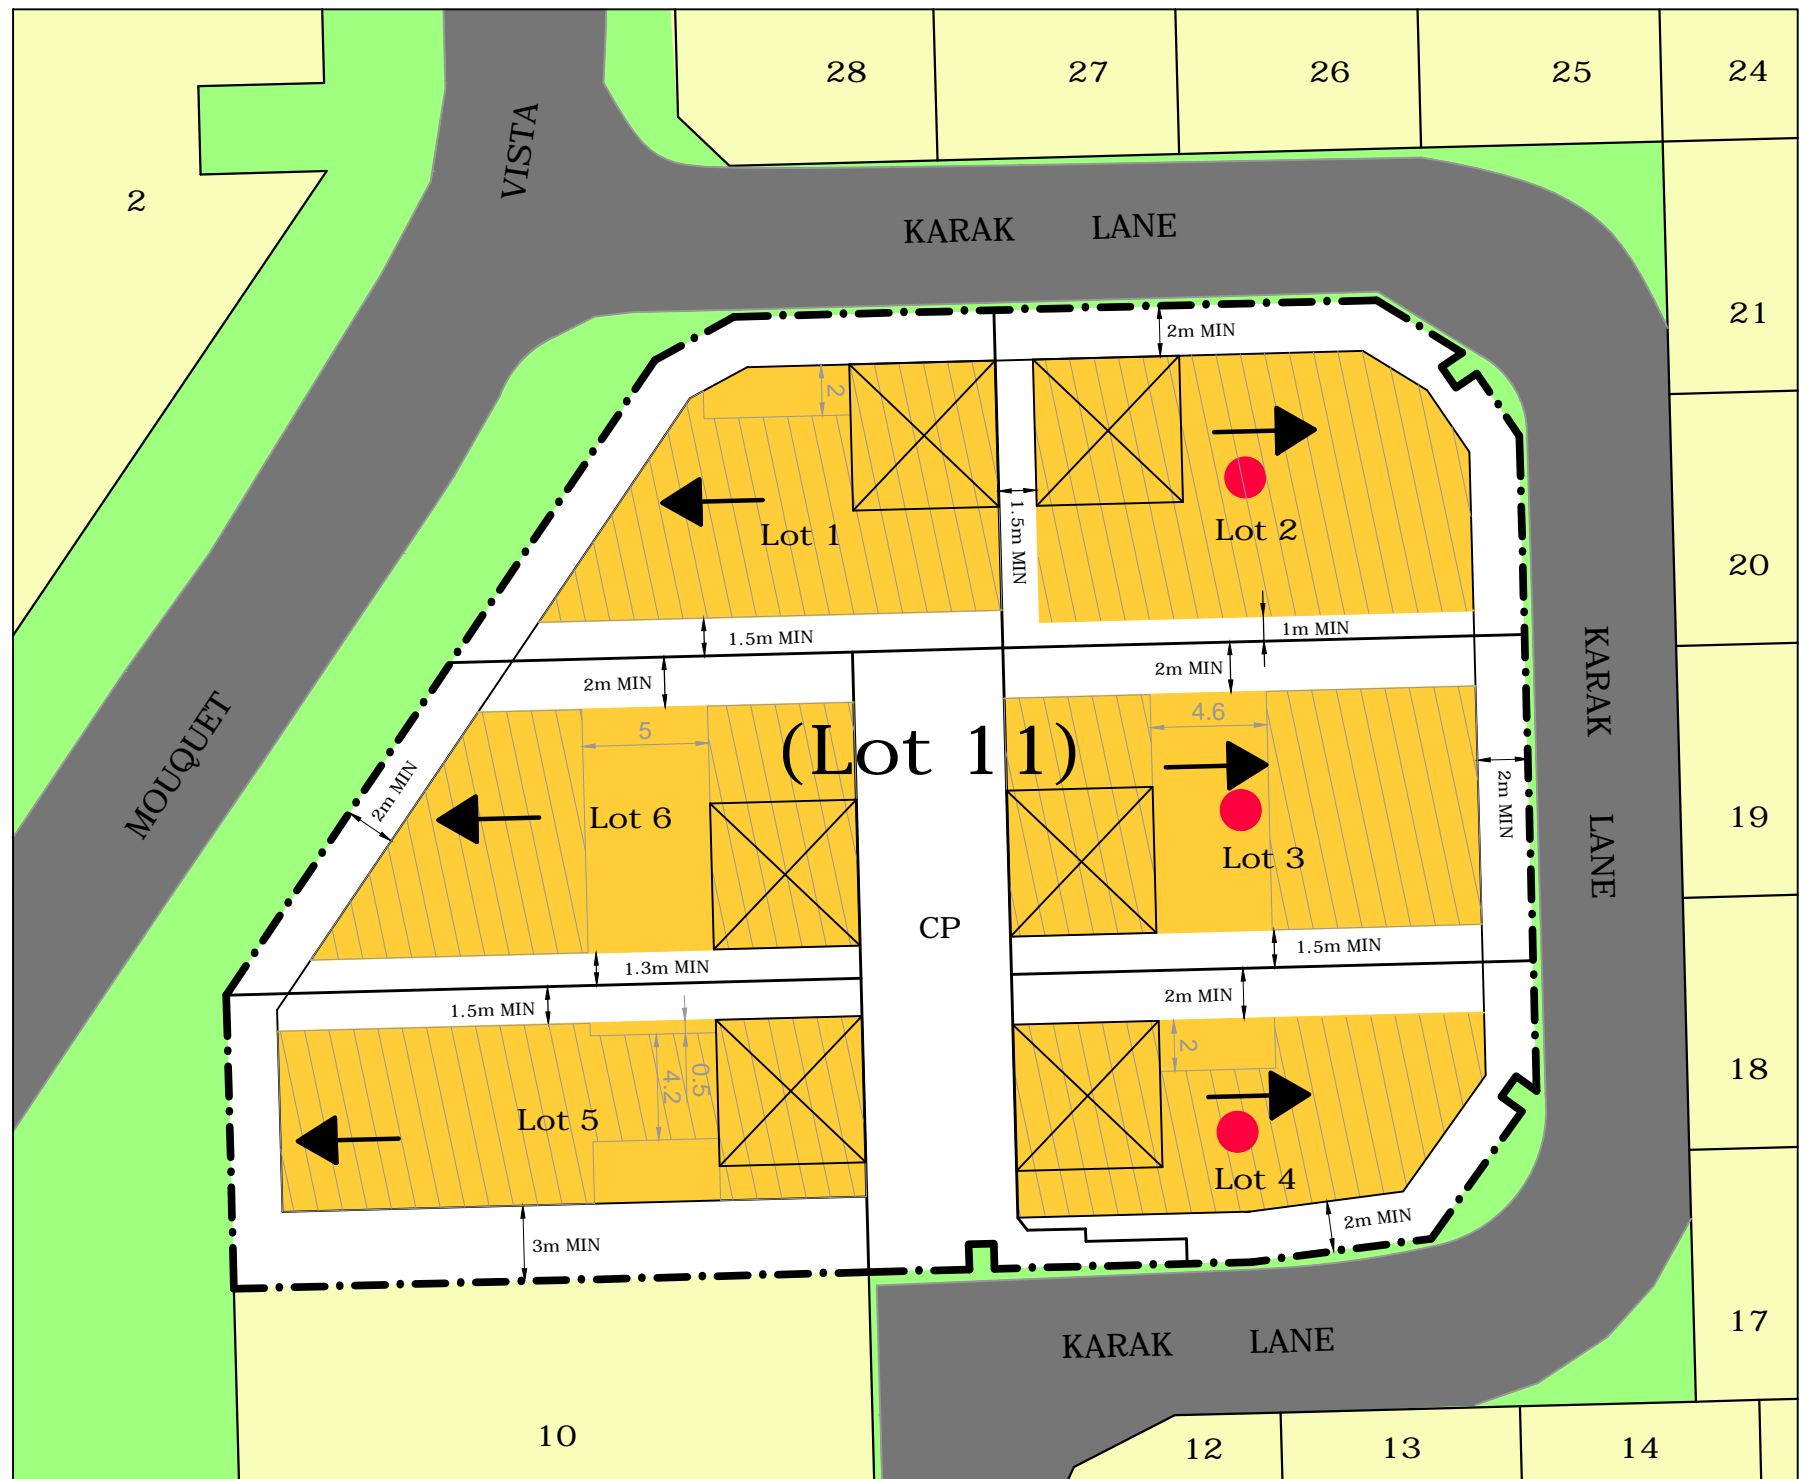 28
27
26
25
24
VISTA
2
KARAK LANE
21
2m MIN
2
1.5m MIN
Lot 1
Lot 2
20
1.5m MIN
1m MIN
2m MIN
2m MIN
KARAK LANE
MOUQUET
5
4.6
(Lot 11)
2m MIN
2m MIN
Lot 6
Lot 3
19
CP
1.3m MIN
1.5m MIN
1.5m MIN
2m MIN
2
0.5
4.2
18
Lot 5
Lot 4
2m MIN
3m MIN
17
KARAK LANE
10
12
13
14